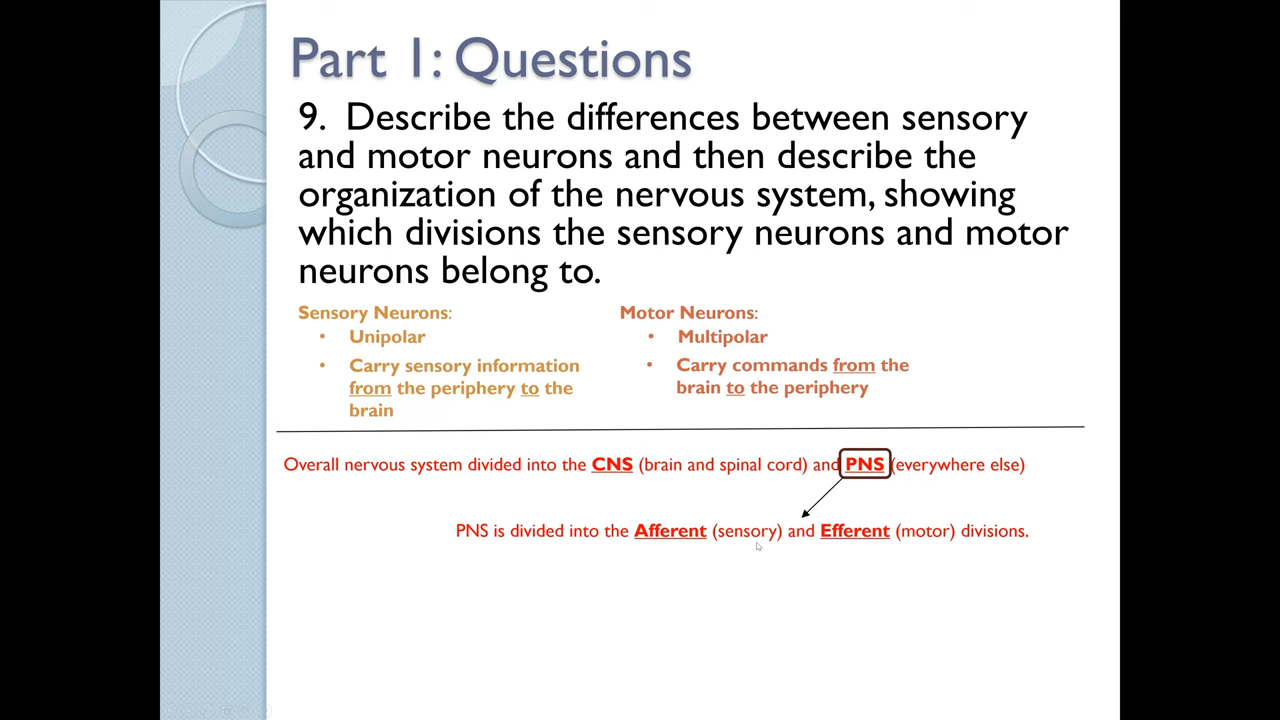 Part 1: Questions
9. Describe the differences between sensory
and motor neurons and then describe the
organization of the nervous system, showing
which divisions the sensory neurons and motor
neurons belong to.
Sensory Neurons:
• Unipolar
• Carry sensory information
from the periphery to the
brain
Motor Neurons:
• Multipolar
• Carry commands from the
brain to the periphery
Overall nervous system divided into the CNS (brain and spinal cord) and PNS (everywhere else)
PNS is divided into the Afferent (sensory) and Efferent (motor) divisions.